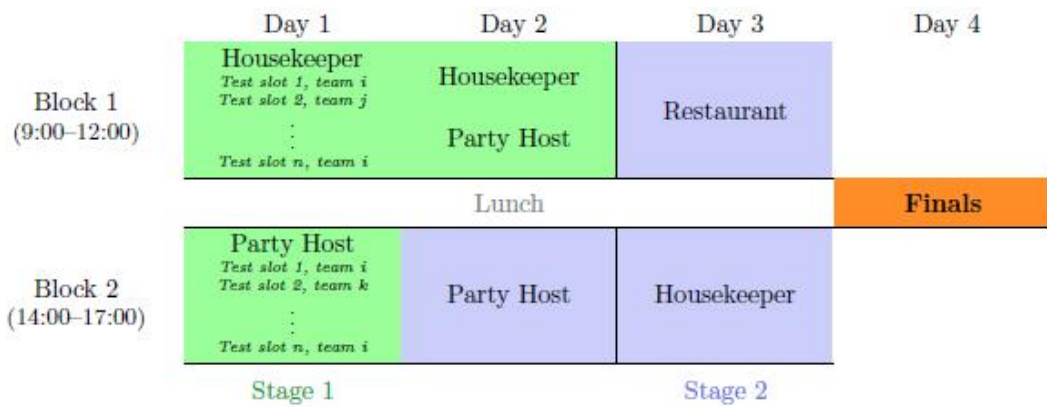 Day 1 Day 2 Day 3 Day 4
Block 1
(9:00–12:00)
Housekeeper
Test slot 1, team i
Test slot 2, team j
⋮
Test slot n, team i
Housekeeper
Party Host
Restaurant
Lunch
Finals
Block 2
(14:00–17:00)
Party Host
Test slot 1, team i
Test slot 2, team k
⋮
Test slot n, team i
Party Host
Housekeeper
Stage 1 Stage 2